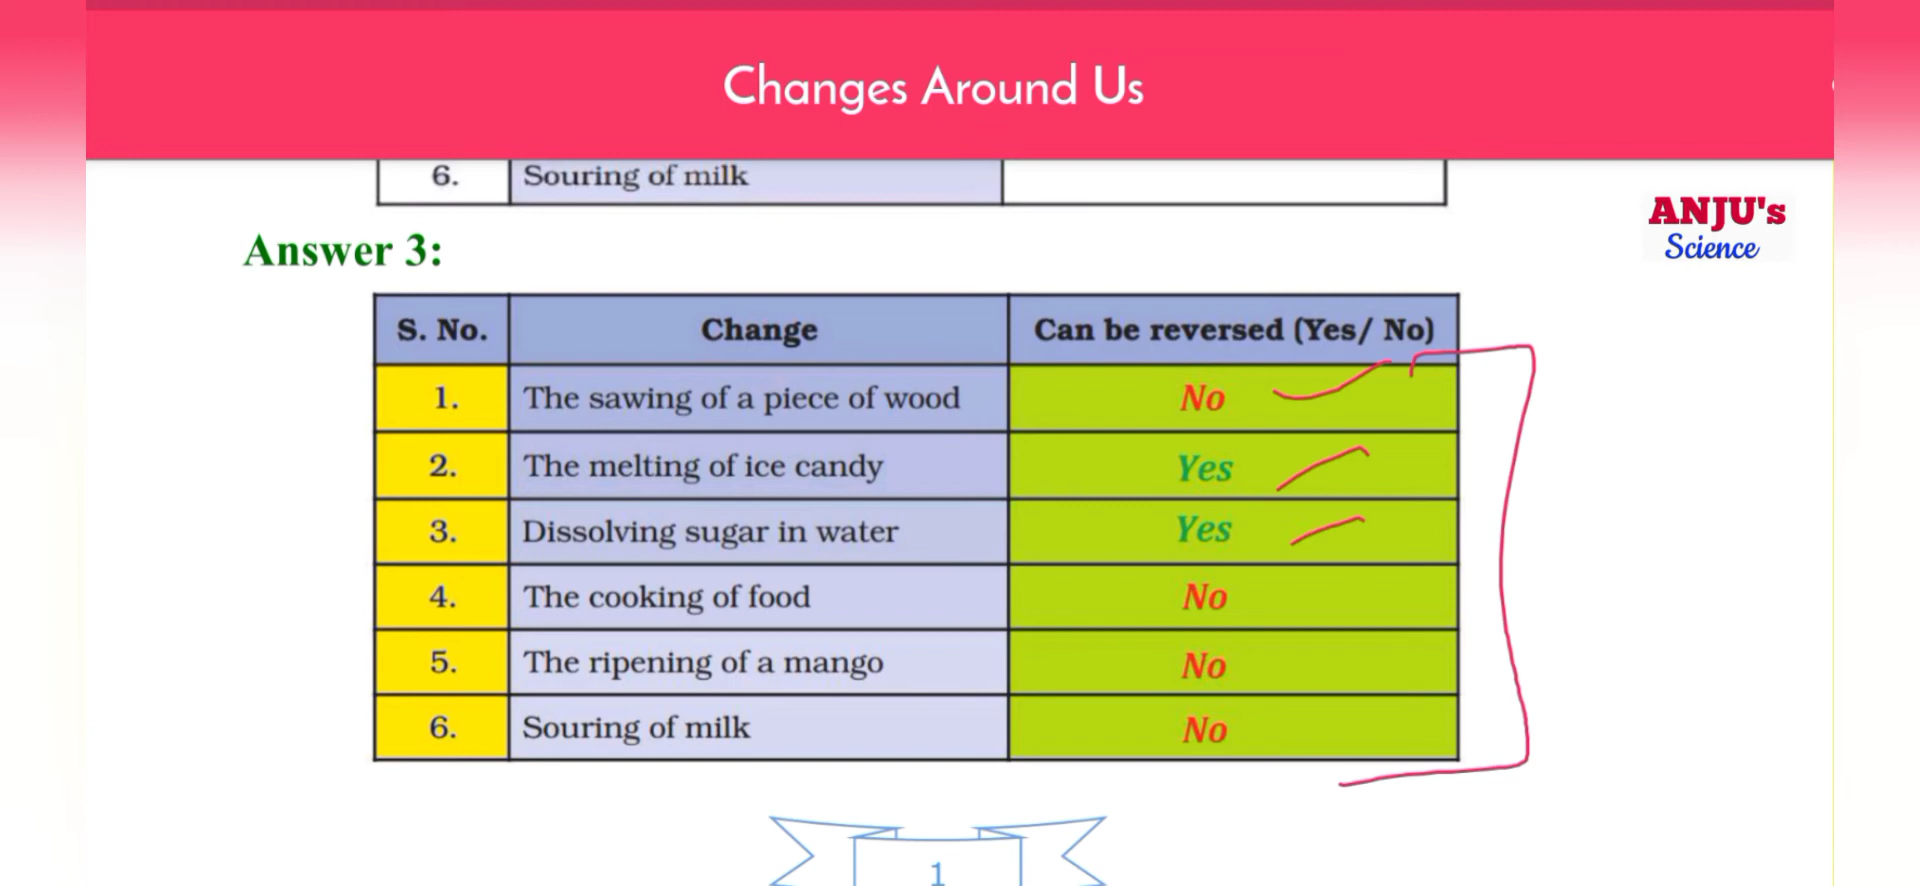 Changes Around Us
6. Souring of milk
ANJU's
Science
Answer 3:
S. No. Change Can be reversed (Yes/ No)
1. The sawing of a piece of wood No
2. The melting of ice candy Yes
3. Dissolving sugar in water Yes
4. The cooking of food No
5. The ripening of a mango No
6. Souring of milk No
1